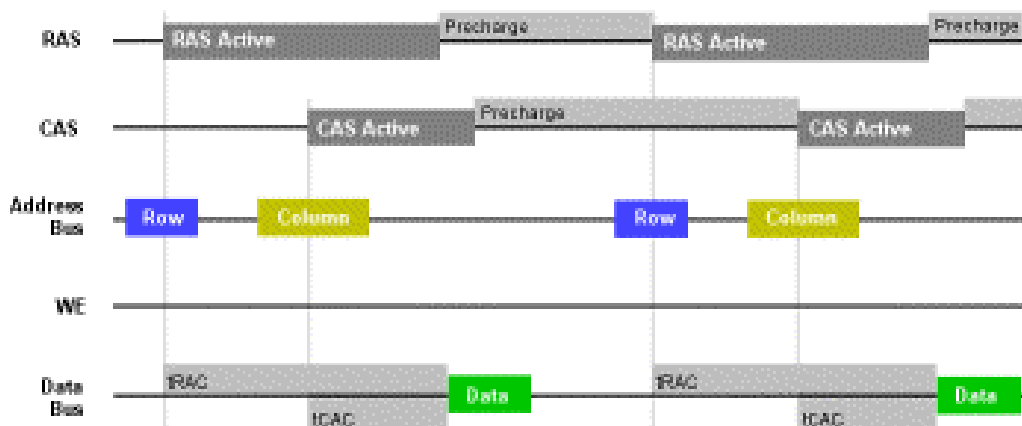 RAS
RAS Active
Precharge
RAS Active
Precharge
CAS
CAS Active
Precharge
CAS Active
Address
Bus
Row
Column
Row
Column
WE
Data
Bus
tRAC
tCAC
Data
tRAC
tCAC
Data